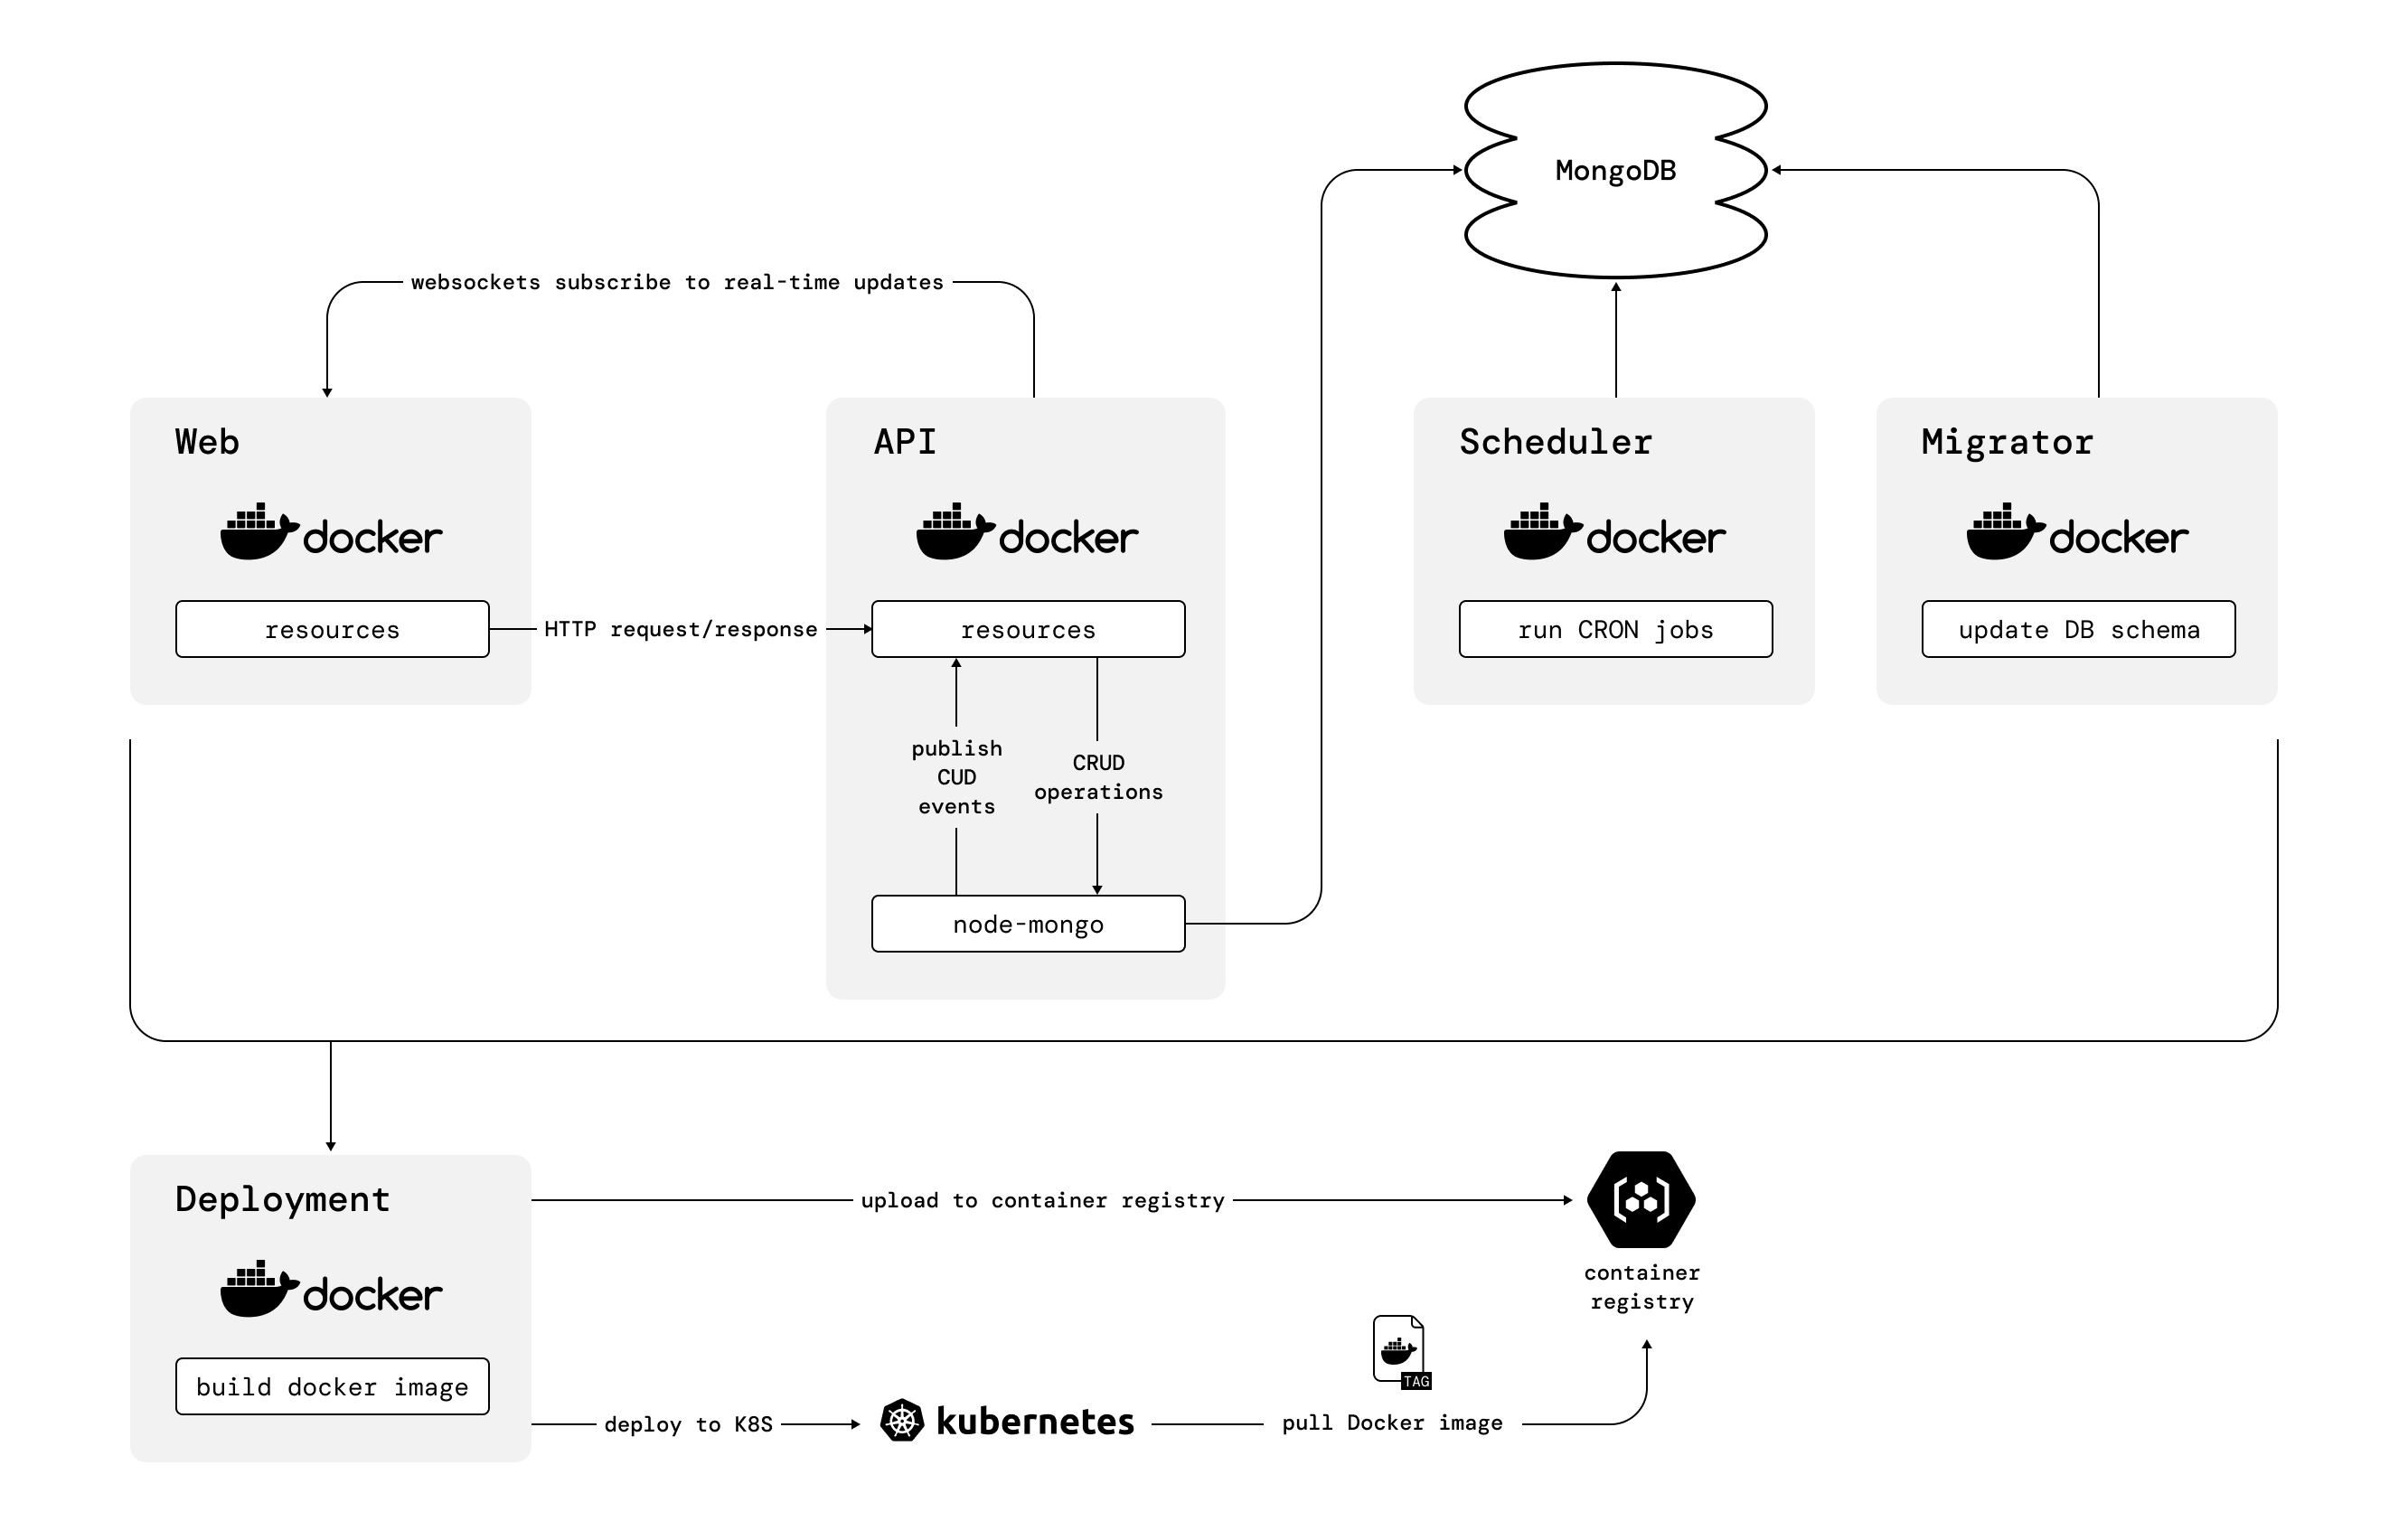 MongoDB
websockets subscribe to real-time updates
Web
docker
resources
HTTP request/response
API
docker
resources
publish
CUD
events
CRUD
operations
node-mongo
Scheduler
docker
run CRON jobs
Migrator
docker
update DB schema
Deployment
docker
build docker image
upload to container registry
container
registry
deploy to K8S
kubernetes
TAG
pull Docker image